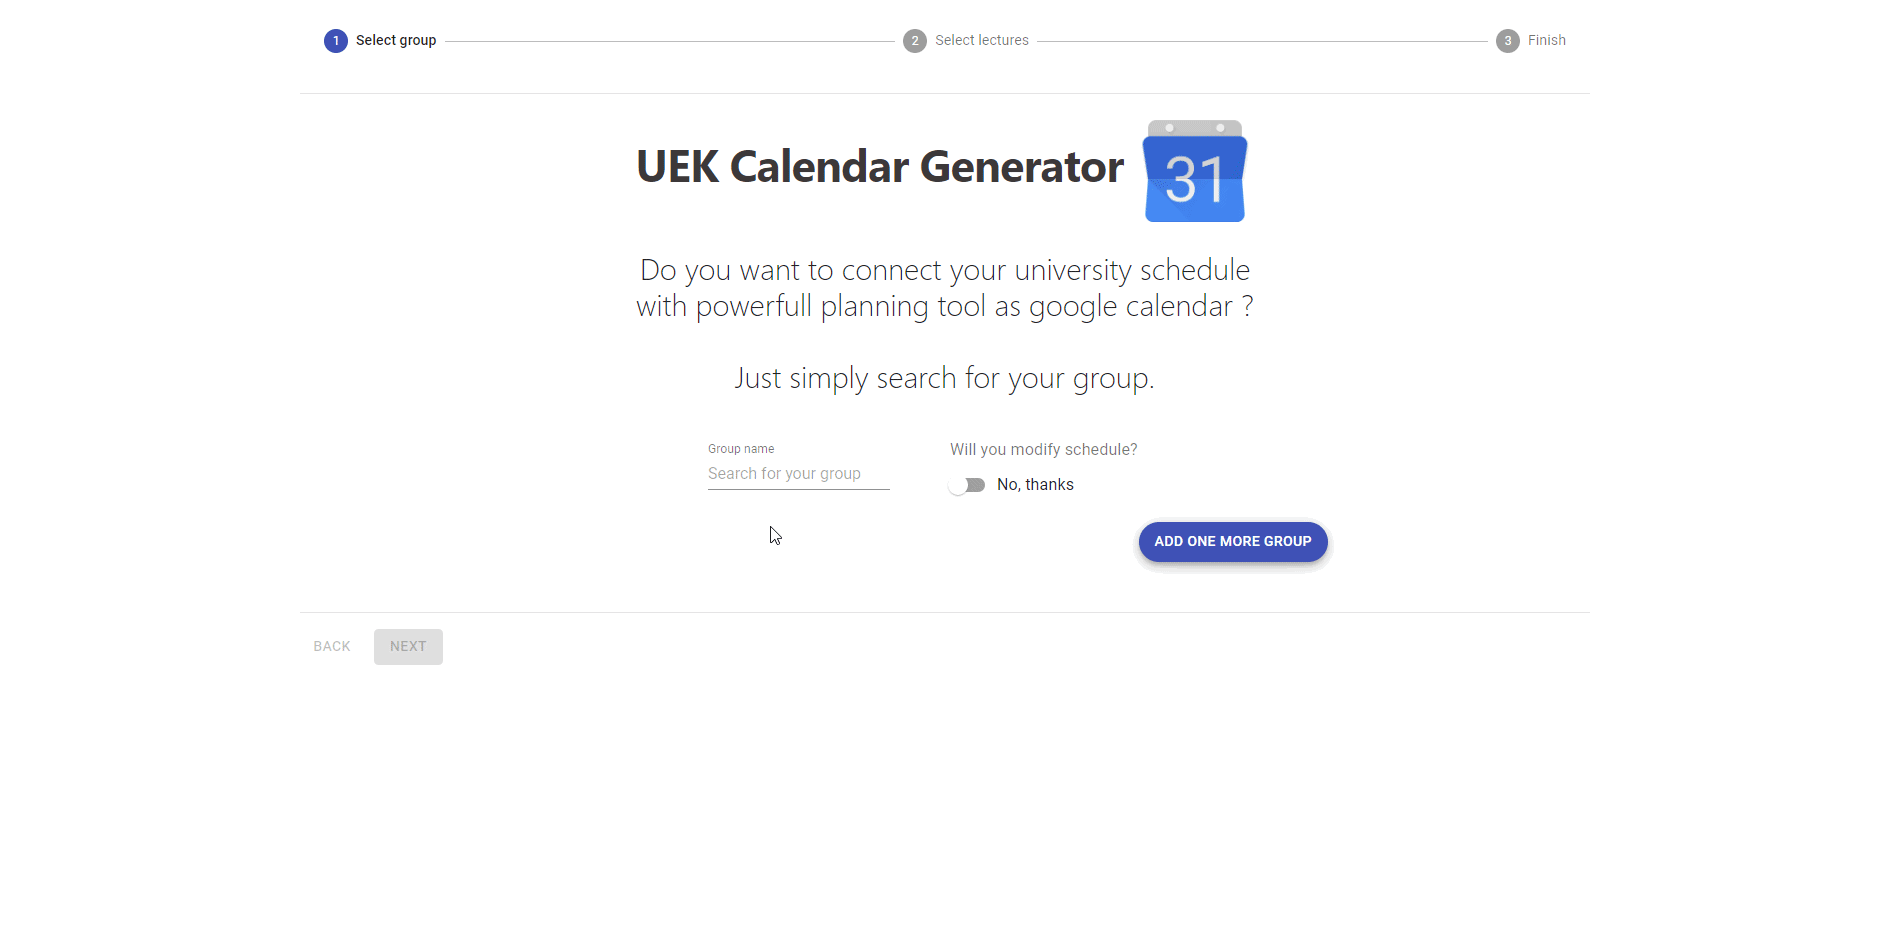 1 Select group 2 Select lectures 3 Finish
UEK Calendar Generator 31
Do you want to connect your university schedule
with powerfull planning tool as google calendar ?
Just simply search for your group.
Group name
Search for your group
Will you modify schedule?
No, thanks
ADD ONE MORE GROUP
BACK NEXT